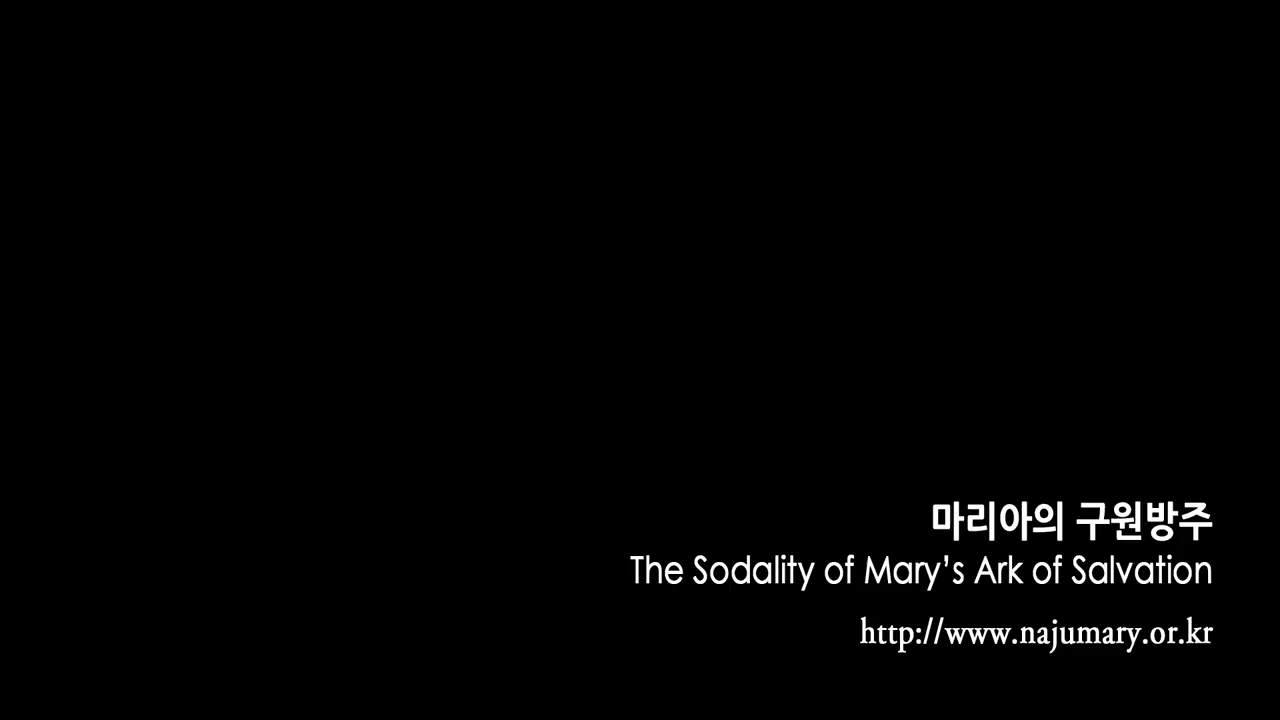 마리아의 구원방주
The Sodality of Mary’s Ark of Salvation
http://www.najumary.or.kr